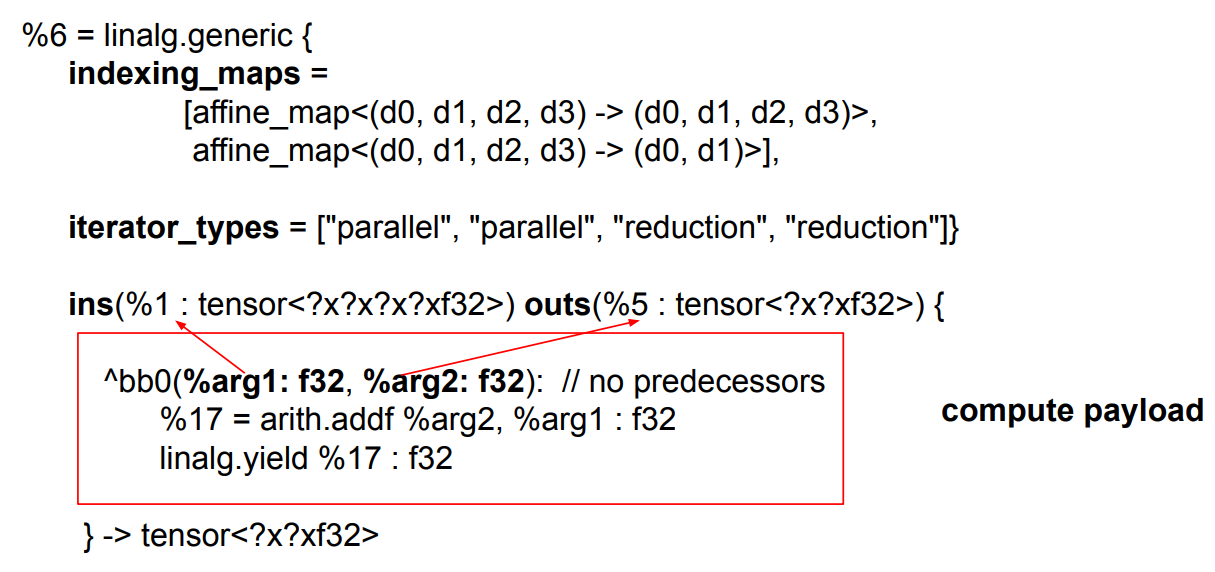 %6 = linalg.generic {
indexing_maps =
[affine_map<(d0, d1, d2, d3) -> (d0, d1, d2, d3)>,
affine_map<(d0, d1, d2, d3) -> (d0, d1)>],
iterator_types = ["parallel", "parallel", "reduction", "reduction"]}
ins(%1 : tensor<?x?x?x?xf32>) outs(%5 : tensor<?x?xf32>) {
^bb0(%arg1: f32, %arg2: f32):  // no predecessors
%17 = arith.addf %arg2, %arg1 : f32
linalg.yield %17 : f32
compute payload
} -> tensor<?x?xf32>